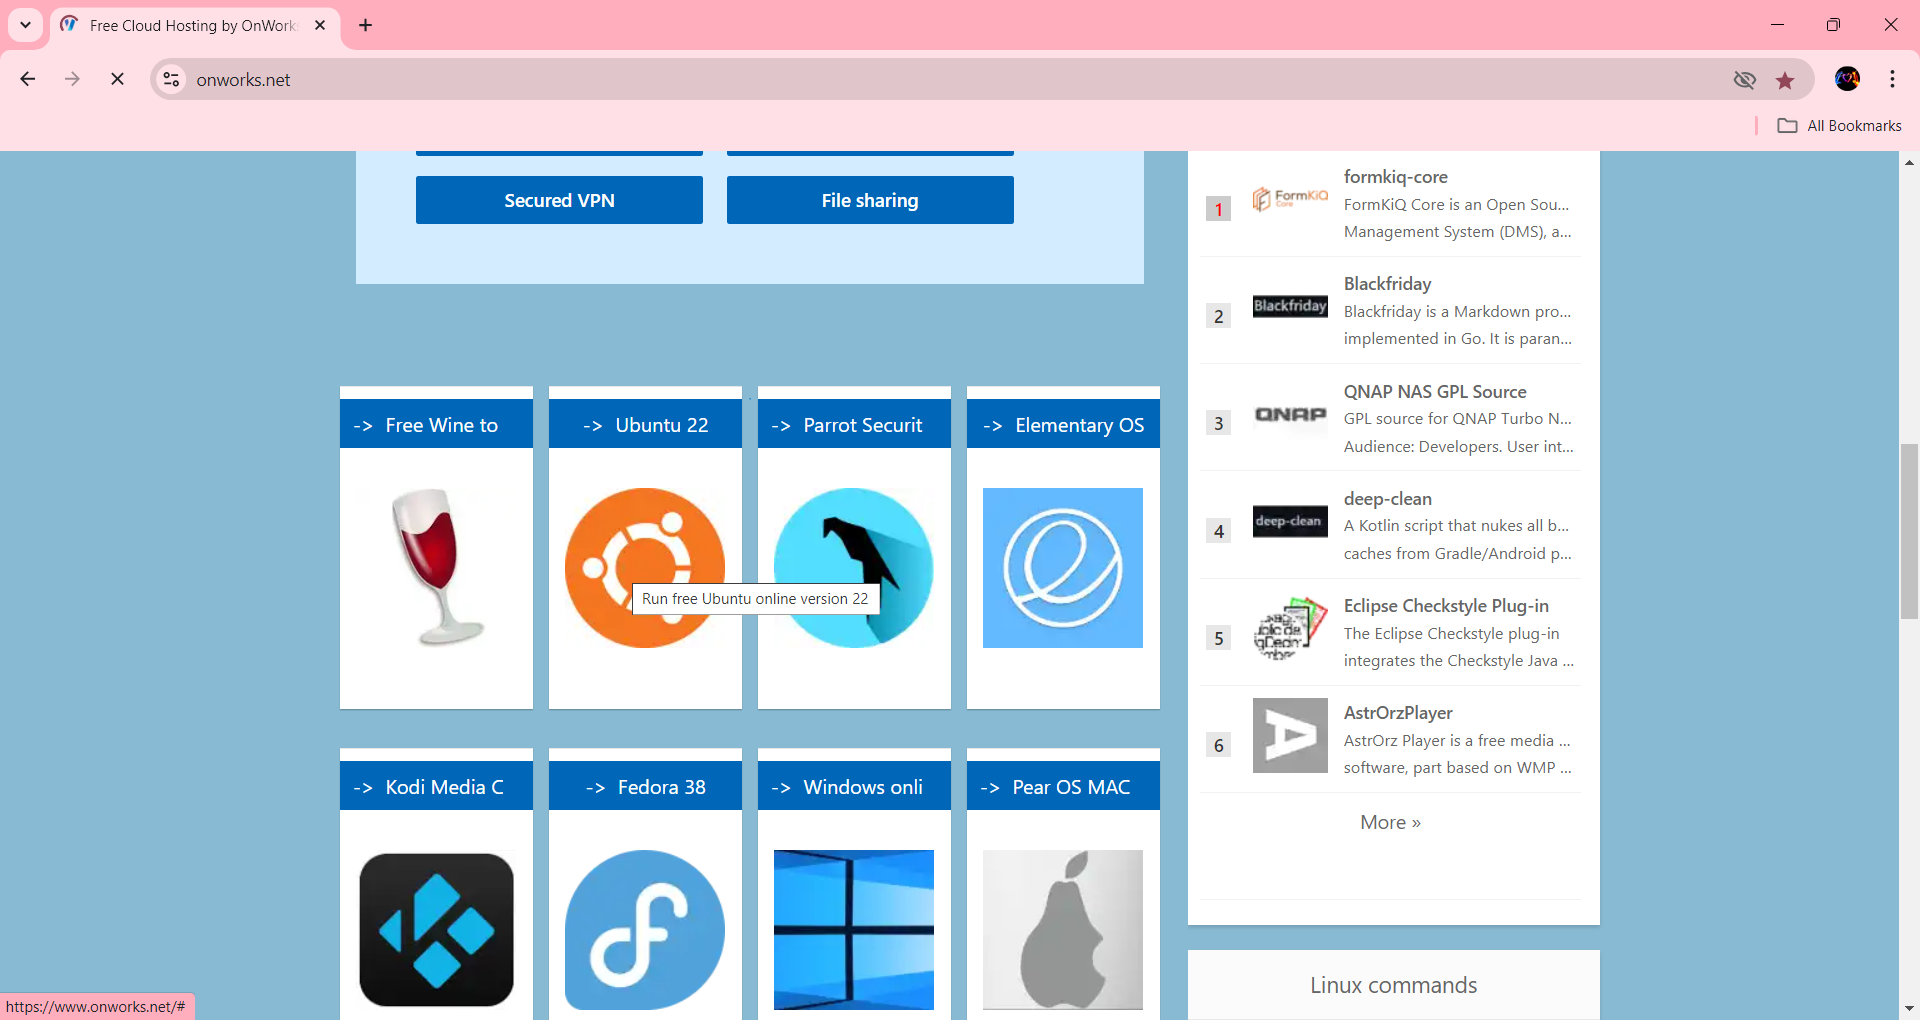 Free Cloud Hosting by OnWork
onworks.net
All Bookmarks
Secured VPN
File sharing
-> Free Wine to
-> Ubuntu 22
-> Parrot Securit
-> Elementary OS
Run free Ubuntu online version 22
-> Kodi Media C
-> Fedora 38
-> Windows onli
-> Pear OS MAC
1
FormKiQ
Core
formkiq-core
FormKiQ Core is an Open Sou...
Management System (DMS), a...
2
Blackfriday
Blackfriday
Blackfriday is a Markdown pro...
implemented in Go. It is paran...
3
QNAP
QNAP NAS GPL Source
GPL source for QNAP Turbo N...
Audience: Developers. User int...
4
deep-clean
deep-clean
A Kotlin script that nukes all b...
caches from Gradle/Android p...
5
Eclipse Checkstyle Plug-in
The Eclipse Checkstyle plug-in
integrates the Checkstyle Java ...
6
AstrOrzPlayer
AstrOrz Player is a free media ...
software, part based on WMP ...
More »
Linux commands
https://www.onworks.net/#